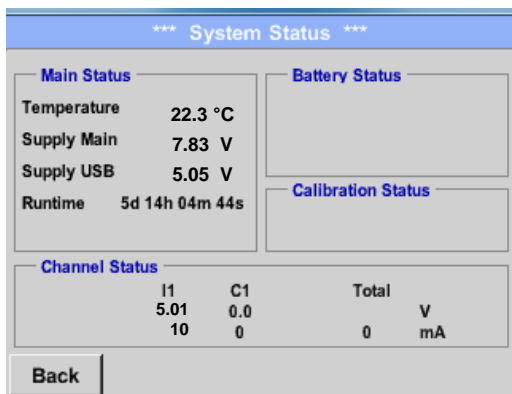 *** System Status ***
Main Status
Temperature 22.3 °C
Supply Main 7.83 V
Supply USB 5.05 V
Runtime 5d 14h 04m 44s
Battery Status
Calibration Status
Channel Status
I1 C1 Total
5.01 0.0 V
10 0 0 mA
Back